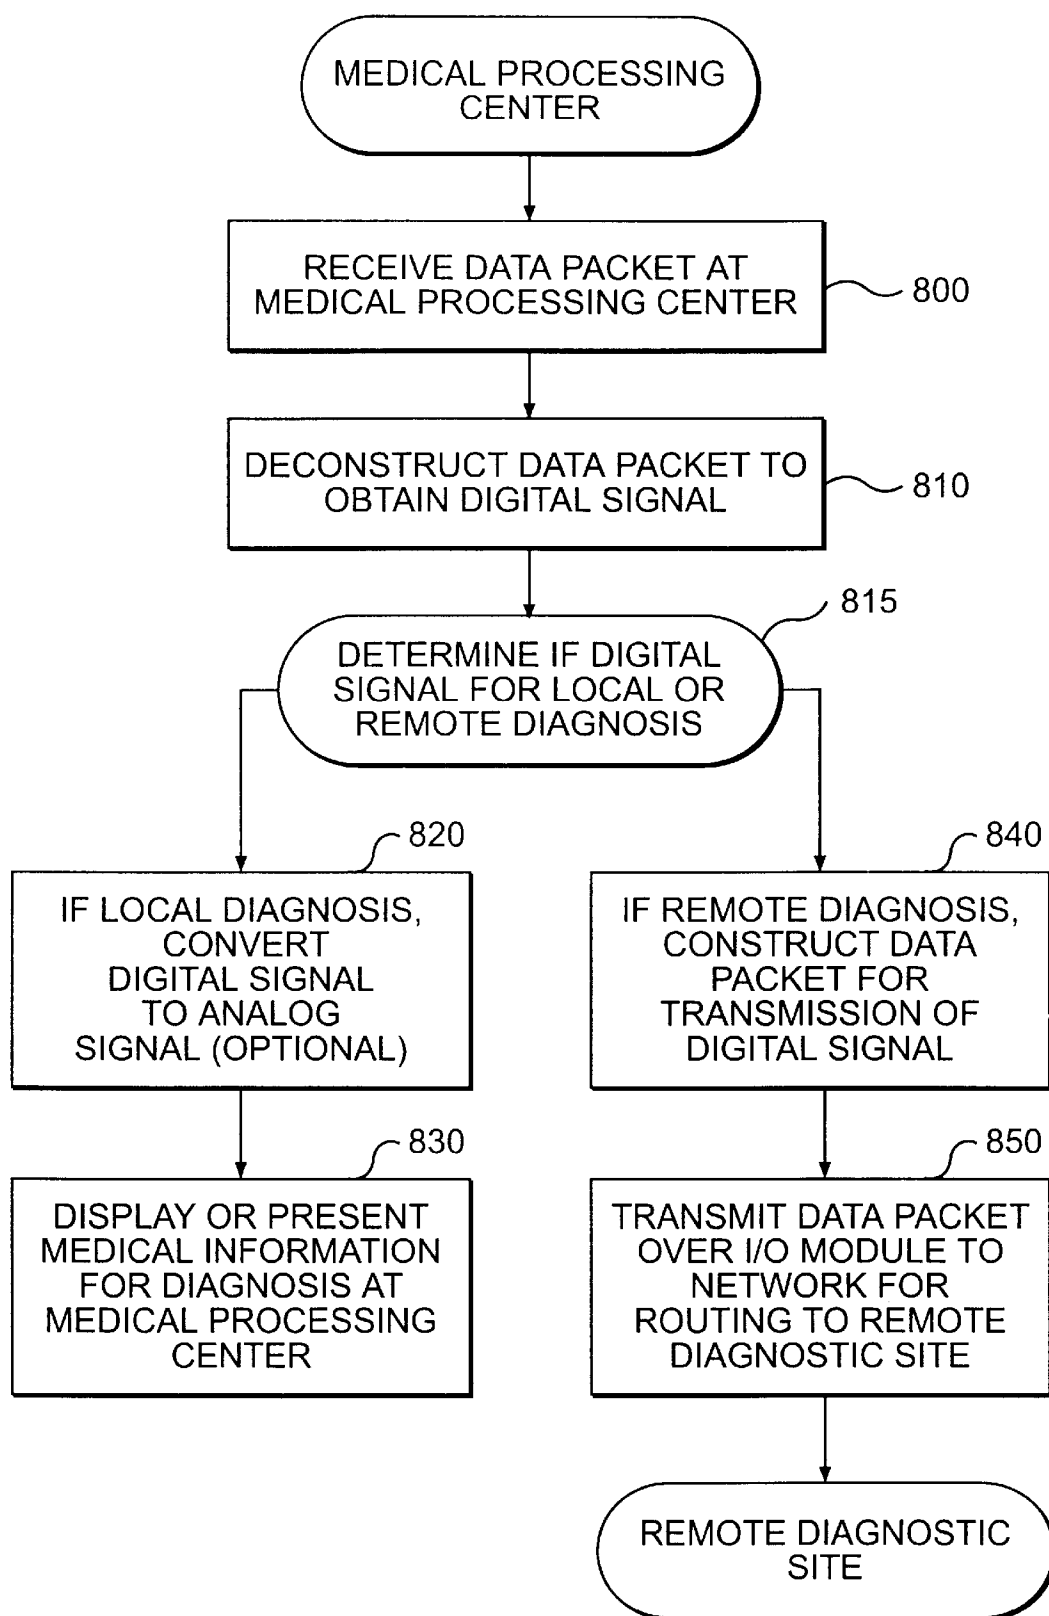 MEDICAL PROCESSING
CENTER
RECEIVE DATA PACKET AT
MEDICAL PROCESSING CENTER
800
DECONSTRUCT DATA PACKET TO
OBTAIN DIGITAL SIGNAL
810
815
DETERMINE IF DIGITAL
SIGNAL FOR LOCAL OR
REMOTE DIAGNOSIS
820
IF LOCAL DIAGNOSIS,
CONVERT
DIGITAL SIGNAL
TO ANALOG
SIGNAL (OPTIONAL)
830
DISPLAY OR PRESENT
MEDICAL INFORMATION
FOR DIAGNOSIS AT
MEDICAL PROCESSING
CENTER
840
IF REMOTE DIAGNOSIS,
CONSTRUCT DATA
PACKET FOR
TRANSMISSION OF
DIGITAL SIGNAL
850
TRANSMIT DATA PACKET
OVER I/O MODULE TO
NETWORK FOR
ROUTING TO REMOTE
DIAGNOSTIC SITE
REMOTE DIAGNOSTIC
SITE